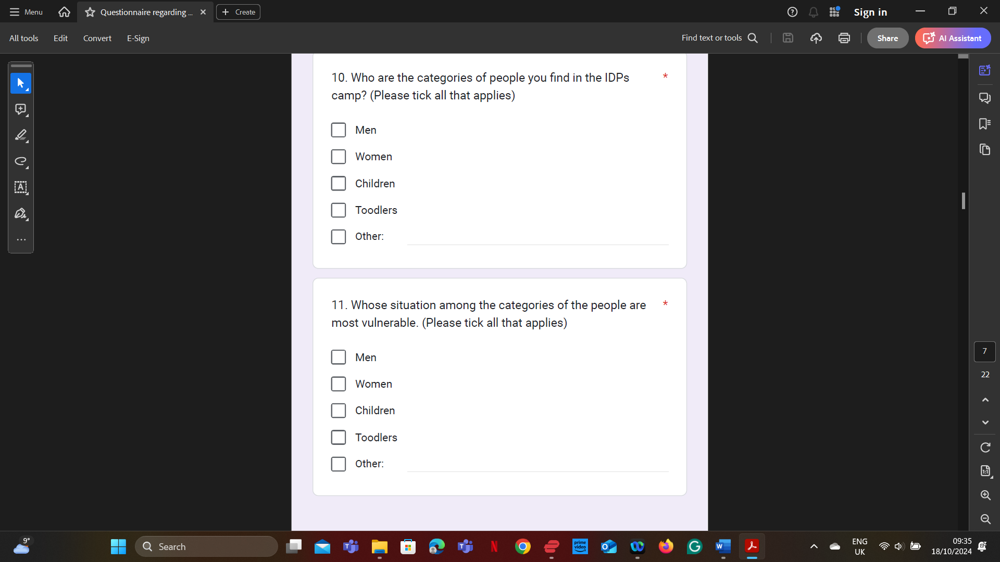 Menu
Questionnaire regarding ...
Create
Sign in
All tools
Edit
Convert
E-Sign
Find text or tools
Share
AI Assistant
10. Who are the categories of people you find in the IDPs *
camp? (Please tick all that applies)
Men
Women
Children
Toodlers
Other:
11. Whose situation among the categories of the people are *
most vulnerable. (Please tick all that applies)
Men
Women
Children
Toodlers
Other:
7
22
9°
Search
prime
video
ENG
UK
09:35
18/10/2024